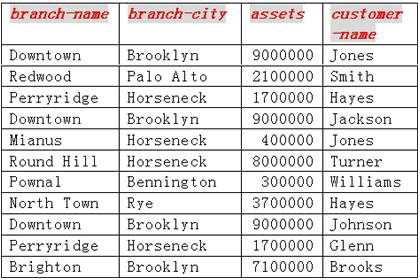 branch-name branch-city assets customer
-name
Downtown Brooklyn 9000000 Jones
Redwood Palo Alto 2100000 Smith
Perryridge Horseneck 1700000 Hayes
Downtown Brooklyn 9000000 Jackson
Mianus Horseneck 400000 Jones
Round Hill Horseneck 8000000 Turner
Pownal Bennington 300000 Williams
North Town Rye 3700000 Hayes
Downtown Brooklyn 9000000 Johnson
Perryridge Horseneck 1700000 Glenn
Brighton Brooklyn 7100000 Brooks